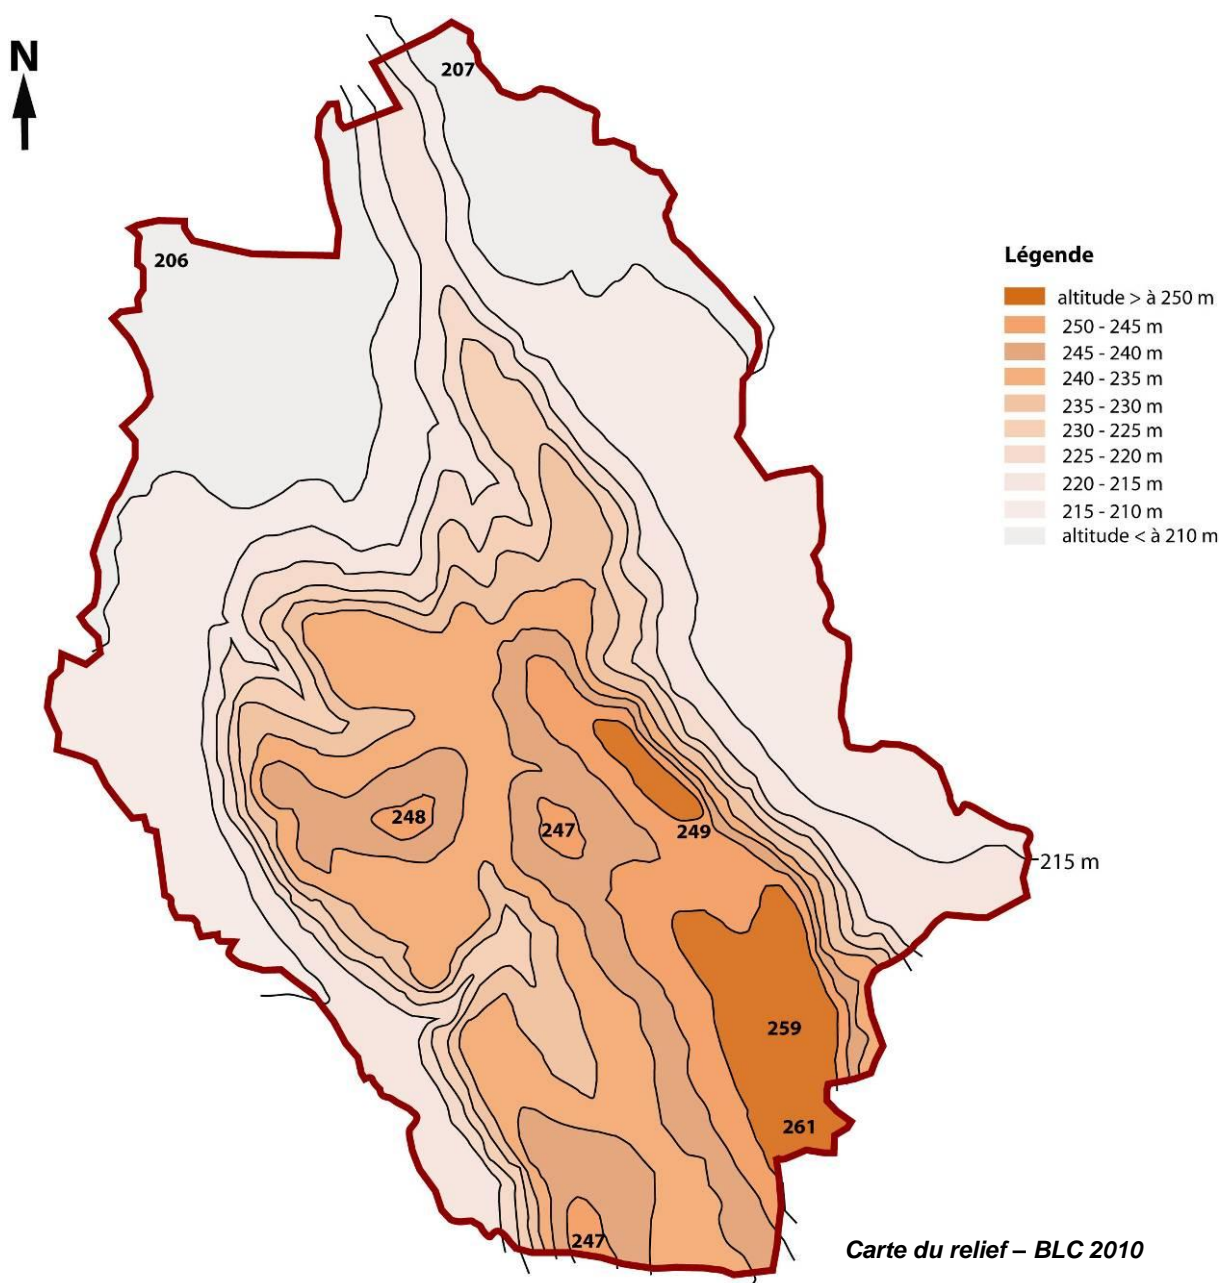 N
207
206
Légende
altitude > à 250 m
250 - 245 m
245 - 240 m
240 - 235 m
235 - 230 m
230 - 225 m
225 - 220 m
220 - 215 m
215 - 210 m
altitude < à 210 m
248
247
249
215 m
259
261
247
Carte du relief – BLC 2010